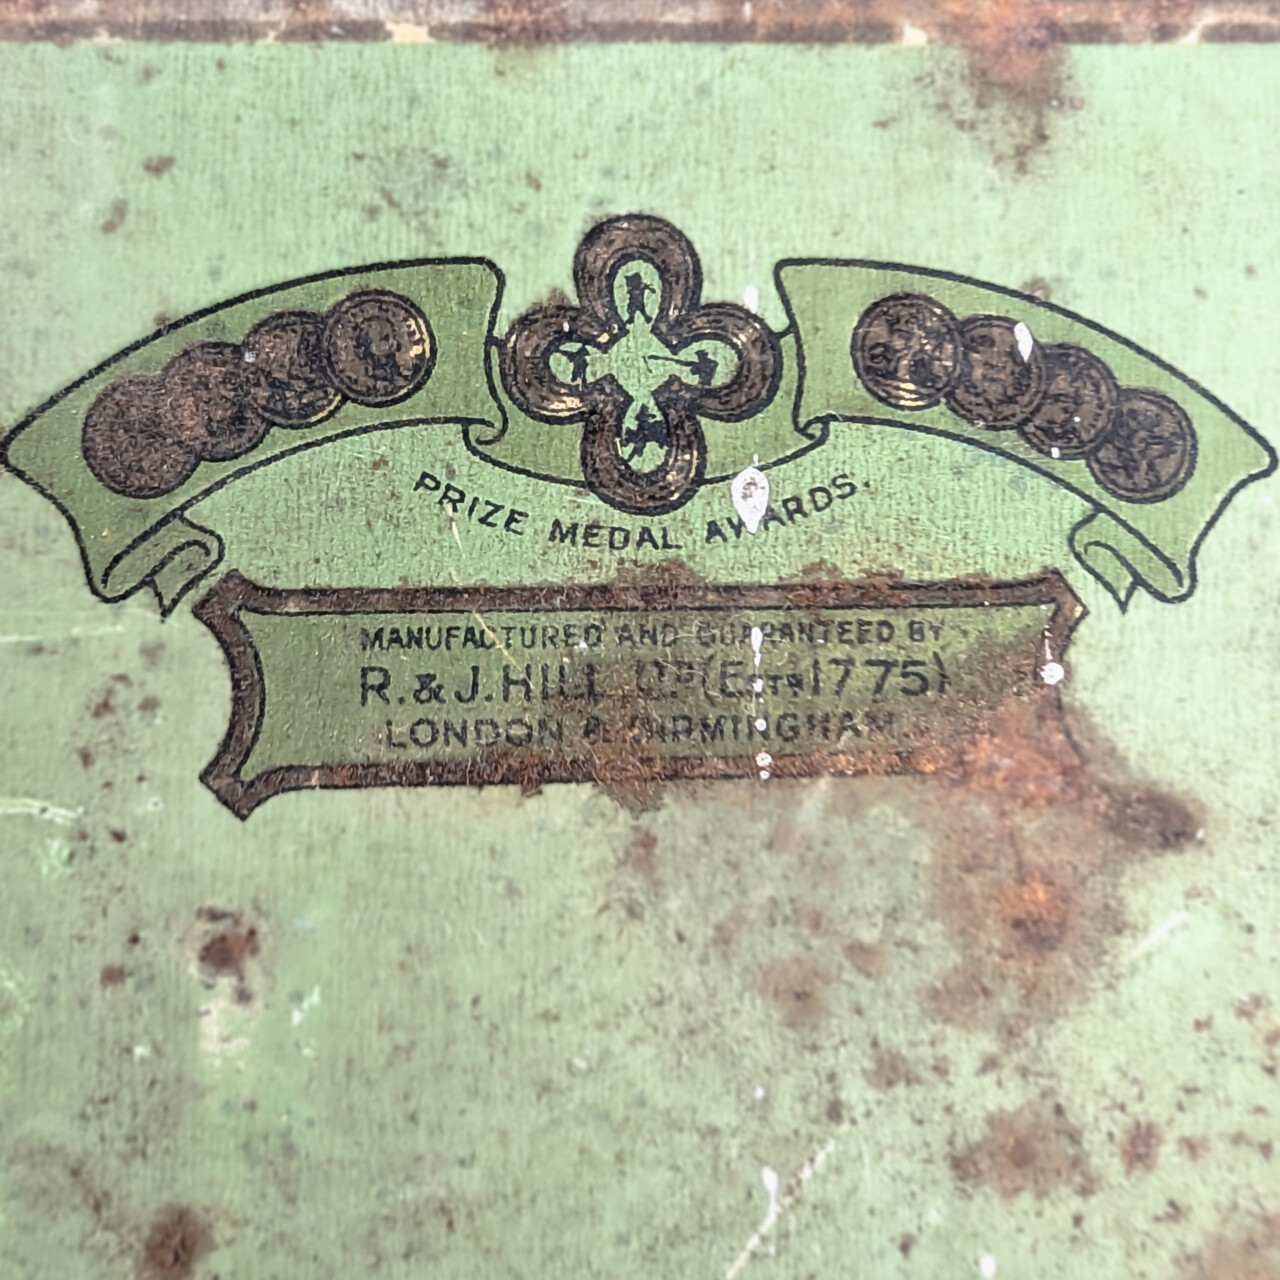 PRIZE MEDAL AWARDS.
MANUFACTURED AND GUARANTEED BY
R. & J. HILL LTD (ESTD 1775)
LONDON & BIRMINGHAM.